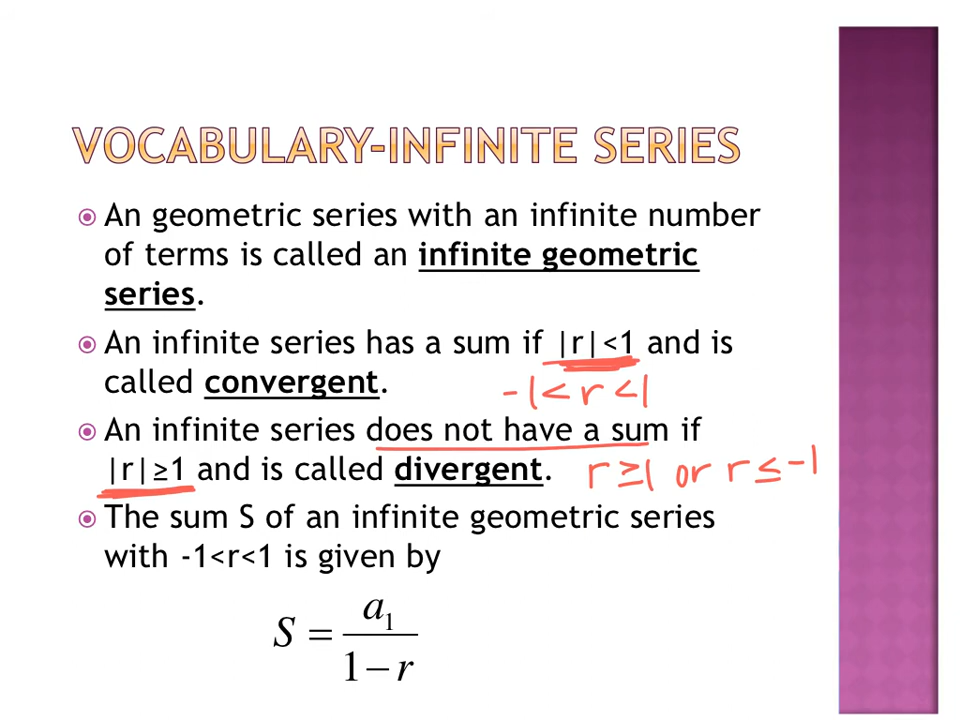 VOCABULARY-INFINITE SERIES
An geometric series with an infinite number
of terms is called an infinite geometric
series.
An infinite series has a sum if |r|<1 and is
called convergent.
-1< r <1
An infinite series does not have a sum if
|r|≥1 and is called divergent. r≥1 or r≤-1
The sum S of an infinite geometric series
with -1<r<1 is given by
S = a₁ / (1 − r)